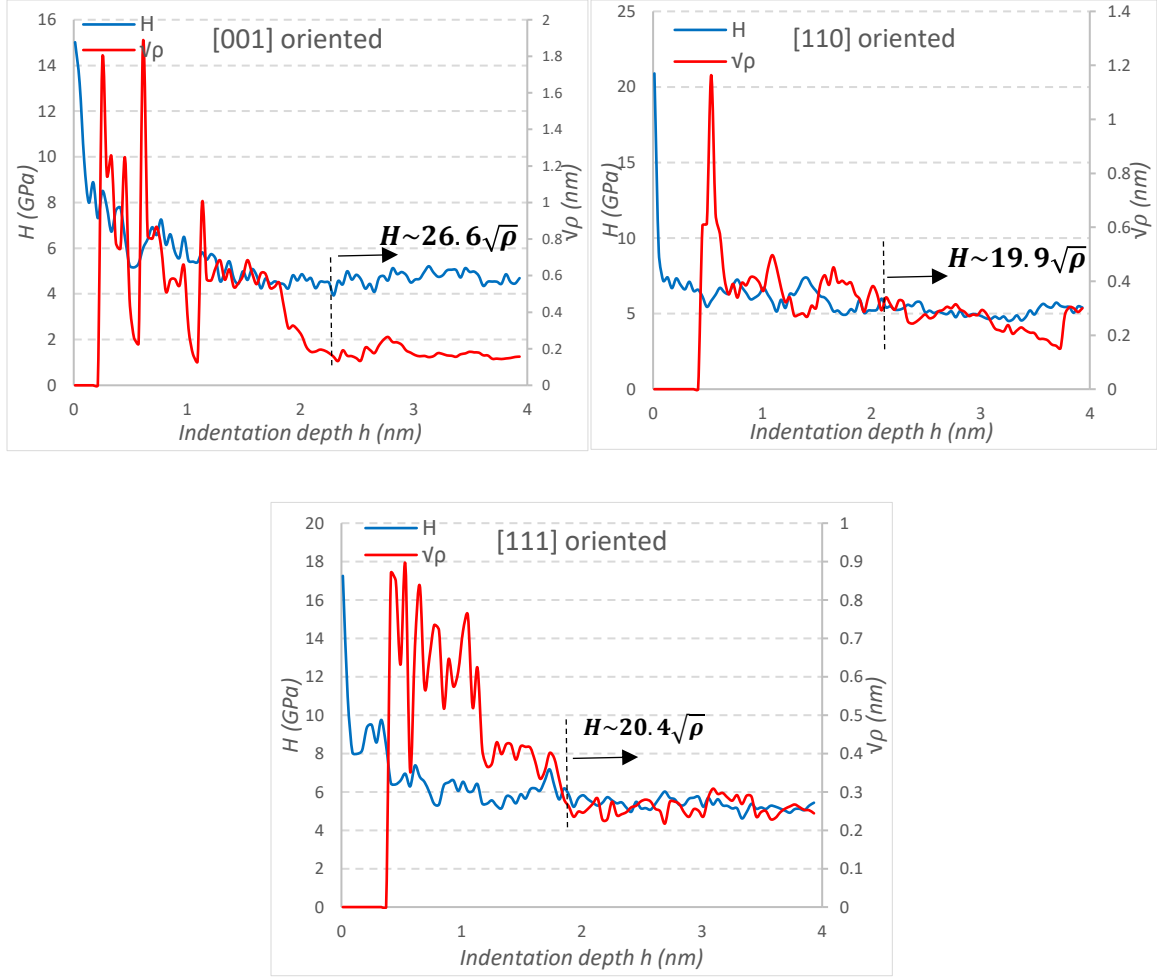 [001] oriented
H
√ρ
H (GPa)
16
14
12
10
8
6
4
2
0
√ρ (nm)
2
1.8
1.6
1.4
1.2
1
0.8
0.6
0.4
0.2
0
H~26.6√ρ
0 1 2 3 4
Indentation depth h (nm)
[110] oriented
H
√ρ
H (GPa)
25
20
15
10
5
0
√ρ (nm)
1.4
1.2
1
0.8
0.6
0.4
0.2
0
H~19.9√ρ
0 1 2 3 4
Indentation depth h (nm)
[111] oriented
H
√ρ
H (GPa)
20
18
16
14
12
10
8
6
4
2
0
√ρ (nm)
1
0.9
0.8
0.7
0.6
0.5
0.4
0.3
0.2
0.1
0
H~20.4√ρ
0 1 2 3 4
Indentation depth h (nm)